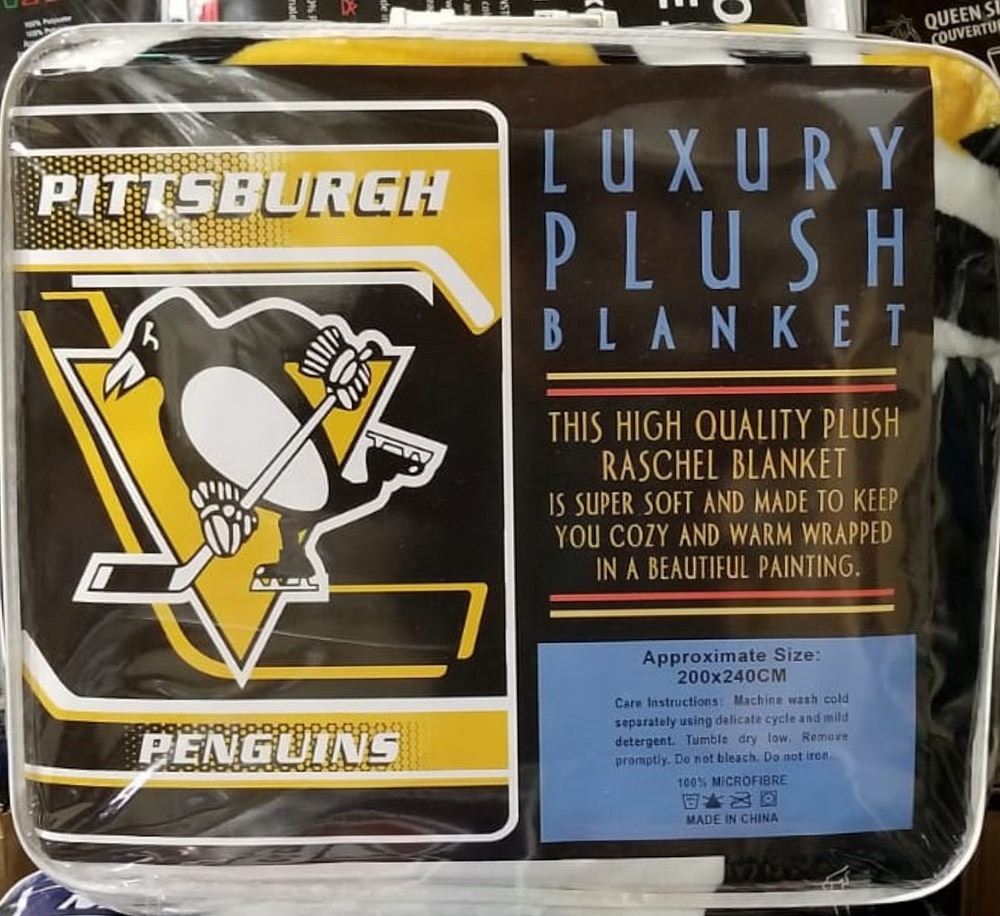 100% Polyester
QUEEN
COUVERTU
PITTSBURGH
PENGUINS
LUXURY
PLUSH
BLANKET
THIS HIGH QUALITY PLUSH
RASCHEL BLANKET
IS SUPER SOFT AND MADE TO KEEP
YOU COZY AND WARM WRAPPED
IN A BEAUTIFUL PAINTING.
Approximate Size:
200x240CM
Care Instructions: Machine wash cold
separately using delicate cycle and mild
detergent. Tumble dry low. Remove
promptly. Do not bleach. Do not iron.
100% MICROFIBRE
MADE IN CHINA